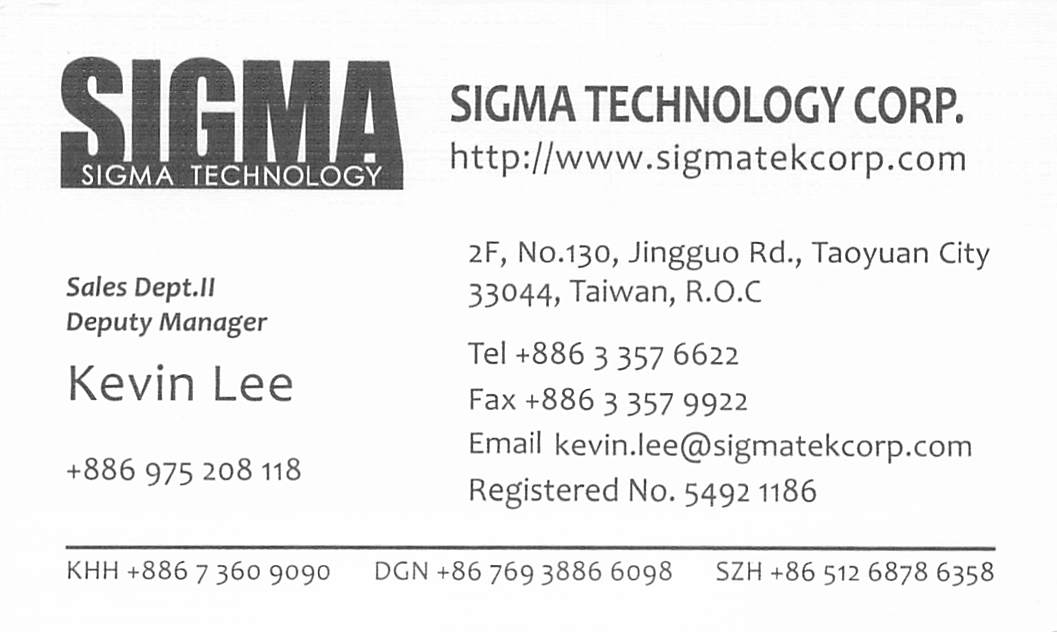 SIGMA
SIGMA TECHNOLOGY
SIGMA TECHNOLOGY CORP.
http://www.sigmatekcorp.com
Sales Dept.II
Deputy Manager
Kevin Lee
+886 975 208 118
2F, No.130, Jingguo Rd., Taoyuan City
33044, Taiwan, R.O.C
Tel +886 3 357 6622
Fax +886 3 357 9922
Email kevin.lee@sigmatekcorp.com
Registered No. 5492 1186
KHH +886 7 360 9090 DGN +86 769 3886 6098 SZH +86 512 6878 6358